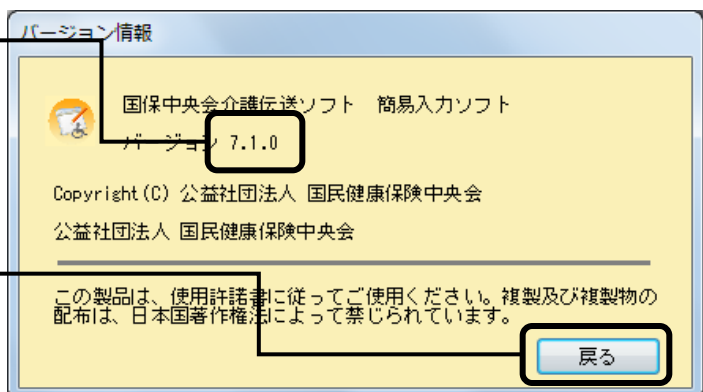 バージョン情報
国保中央会介護伝送ソフト 簡易入力ソフト
バージョン 7.1.0
Copyright(C) 公益社団法人 国民健康保険中央会
公益社団法人 国民健康保険中央会
この製品は、使用許諾書に従ってご使用ください。複製及び複製物の
配布は、日本国著作権法によって禁じられています。
戻る